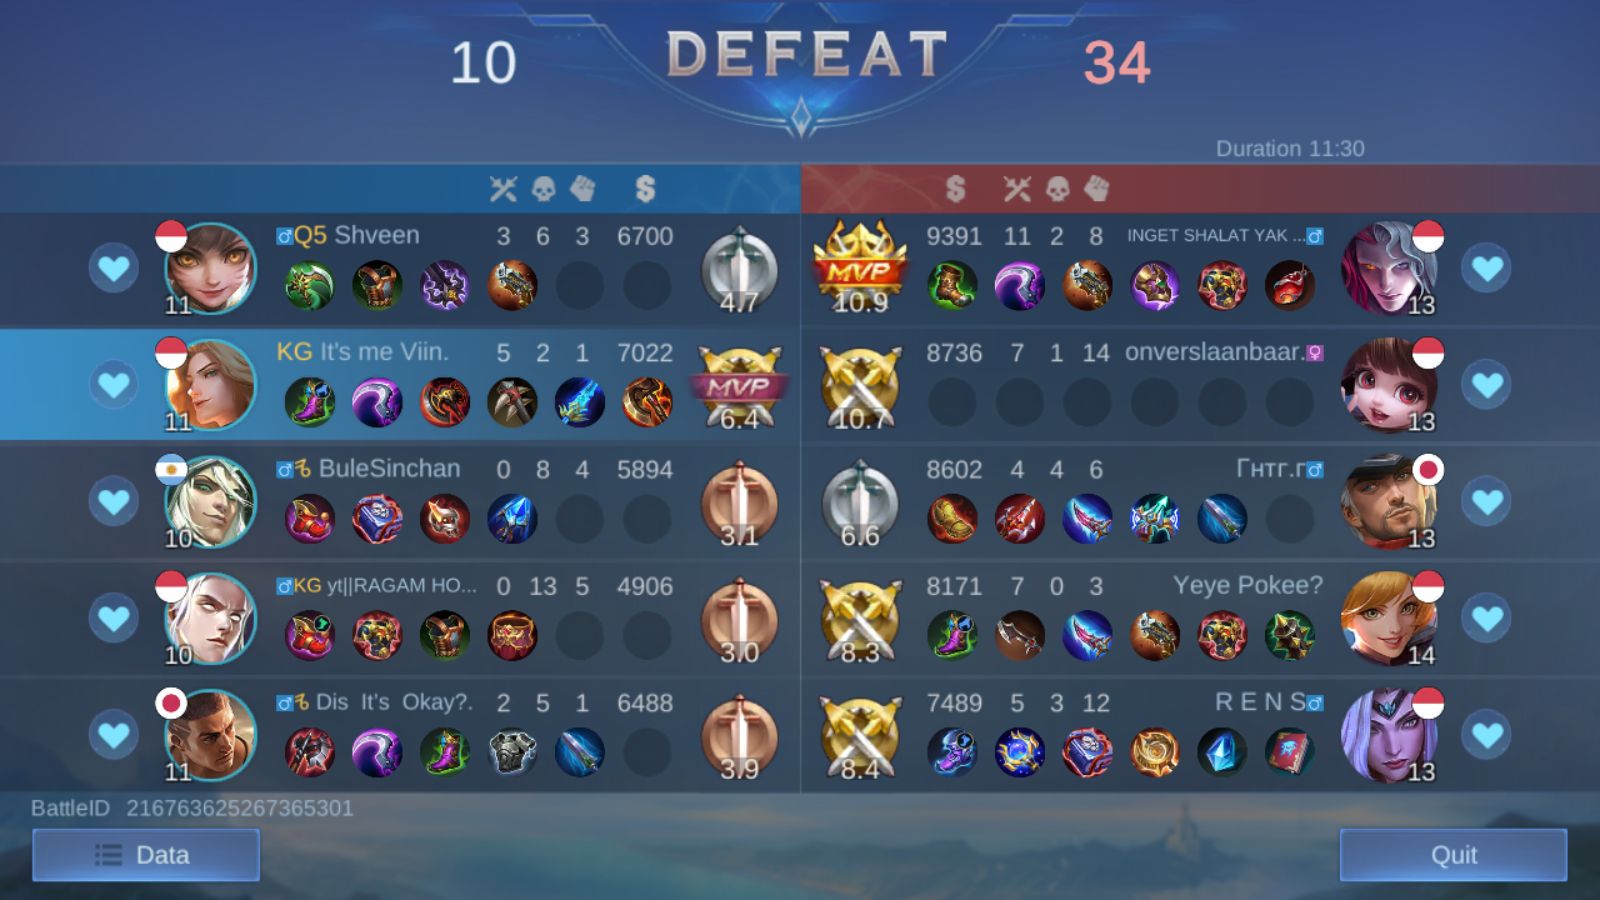 10 DEFEAT 34
Duration 11:30
Q5 Shveen 3 6 3 6700
11 4.7
MVP 9391 11 2 8 INGET SHALAT YAK ...
10.9 13
KG It's me Viin. 5 2 1 7022
11 MVP 6.4
8736 7 1 14 onverslaanbaar.
10.7 13
BuleSinchan 0 8 4 5894
10 3.1
8602 4 4 6 Гнтг.г
6.6 13
KG yt||RAGAM HO... 0 13 5 4906
10 3.0
8171 7 0 3 Yeye Pokee?
8.3 14
Dis It's Okay?. 2 5 1 6488
11 3.9
7489 5 3 12 R E N S
8.4 13
BattleID 216763625267365301
Data
Quit